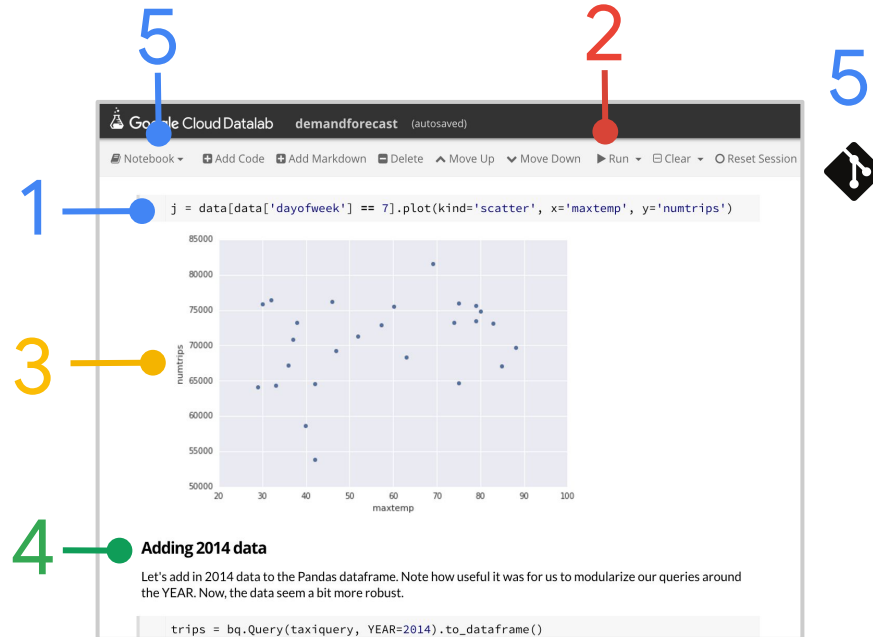 5
2
5
Google Cloud Datalab demandforecast (autosaved)
Notebook Add Code Add Markdown Delete Move Up Move Down Run Clear Reset Session
1
j = data[data['dayofweek'] == 7].plot(kind='scatter', x='maxtemp', y='numtrips')
85000
80000
75000
70000
65000
60000
55000
50000
numtrips
3
20 30 40 50 60 70 80 90 100
maxtemp
4
Adding 2014 data
Let's add in 2014 data to the Pandas dataframe. Note how useful it was for us to modularize our queries around
the YEAR. Now, the data seem a bit more robust.
trips = bq.Query(taxiquery, YEAR=2014).to_dataframe()